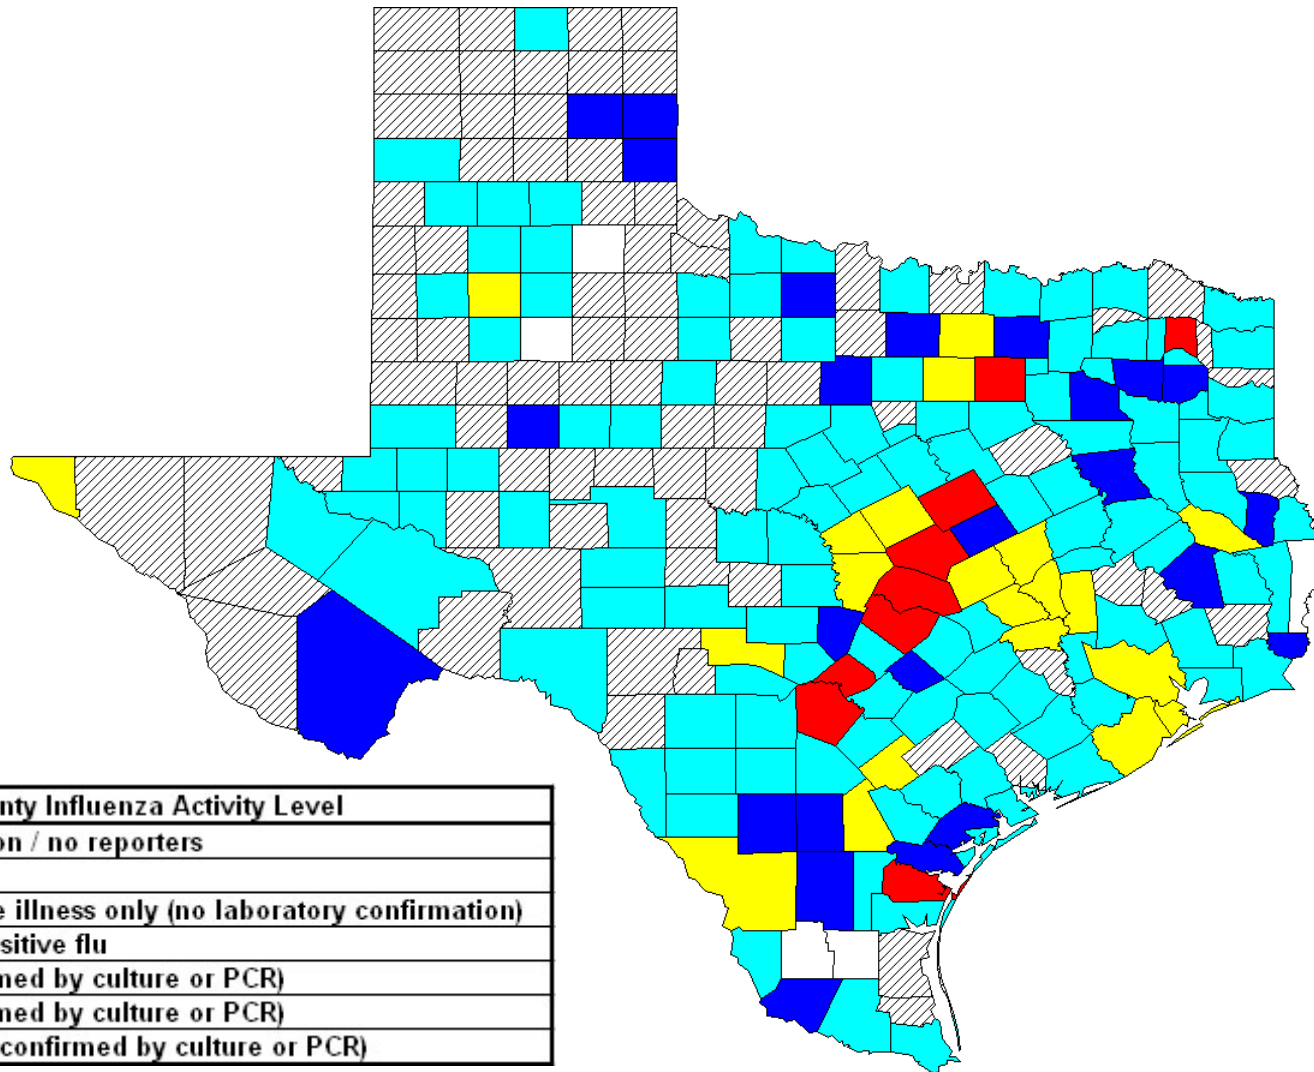 nty Influenza Activity Level
on / no reporters
e illness only (no laboratory confirmation)
sitive flu
med by culture or PCR)
med by culture or PCR)
confirmed by culture or PCR)